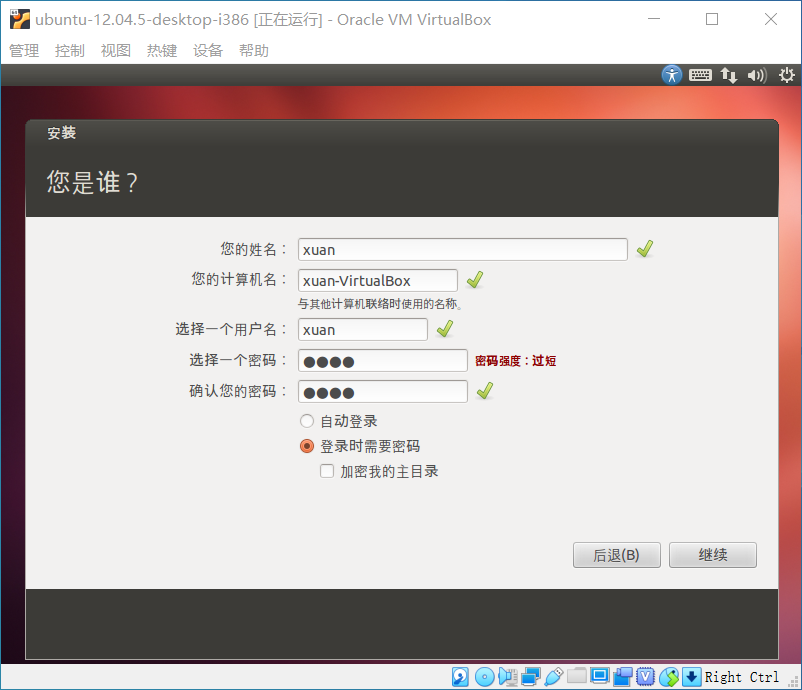 ubuntu-12.04.5-desktop-i386 [正在运行] - Oracle VM VirtualBox
管理 控制 视图 热键 设备 帮助
安装
您是谁？
您的姓名： xuan
您的计算机名： xuan-VirtualBox
与其他计算机联络时使用的名称。
选择一个用户名： xuan
选择一个密码： ●●●● 密码强度：过短
确认您的密码： ●●●●
自动登录
登录时需要密码
加密我的主目录
后退(B) 继续
Right Ctrl